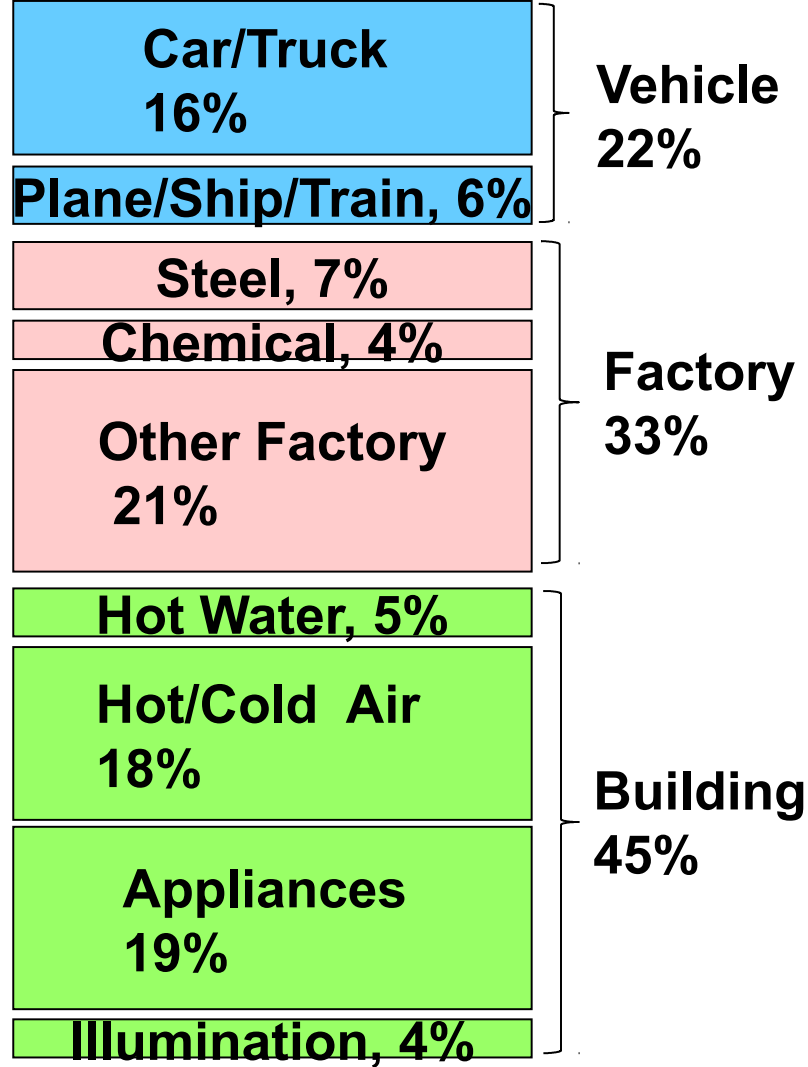 Car/Truck
16%
Plane/Ship/Train, 6%
Vehicle
22%
Steel, 7%
Chemical, 4%
Other Factory
21%
Factory
33%
Hot Water, 5%
Hot/Cold  Air
18%
Appliances
19%
Illumination, 4%
Building
45%